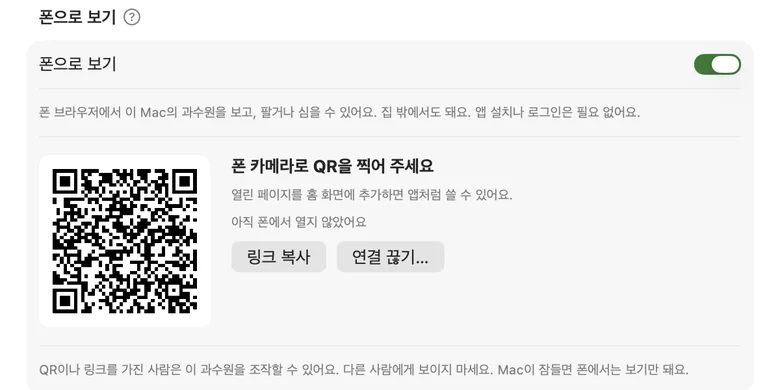 폰으로 보기 ?
폰으로 보기
폰 브라우저에서 이 Mac의 과수원을 보고, 팔거나 심을 수 있어요. 집 밖에서도 돼요. 앱 설치나 로그인은 필요 없어요.
폰 카메라로 QR을 찍어 주세요
열린 페이지를 홈 화면에 추가하면 앱처럼 쓸 수 있어요.
아직 폰에서 열지 않았어요
링크 복사 연결 끊기...
QR이나 링크를 가진 사람은 이 과수원을 조작할 수 있어요. 다른 사람에게 보이지 마세요. Mac이 잠들면 폰에서는 보기만 돼요.